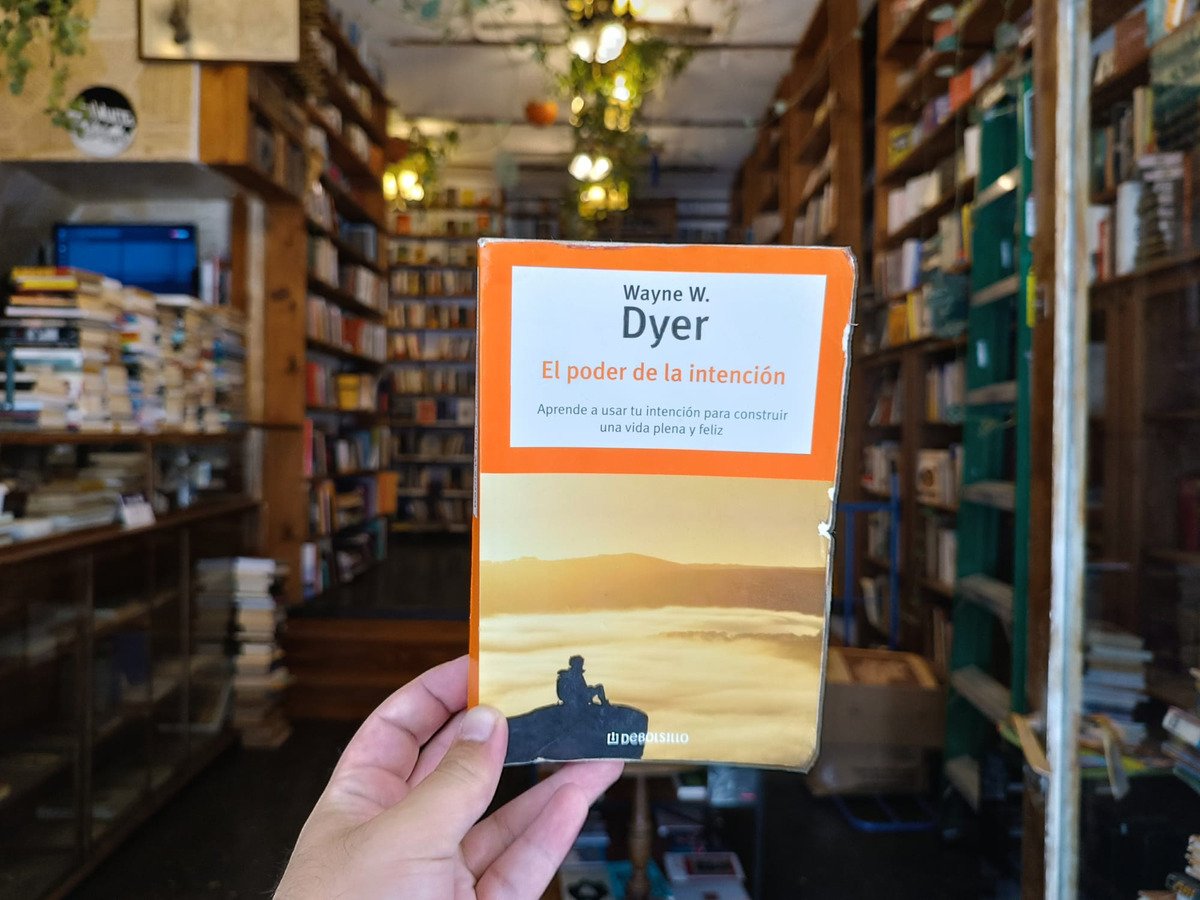 Wayne W.
Dyer
El poder de la intención
Aprende a usar tu intención para construir
una vida plena y feliz
DEBOLSILLO